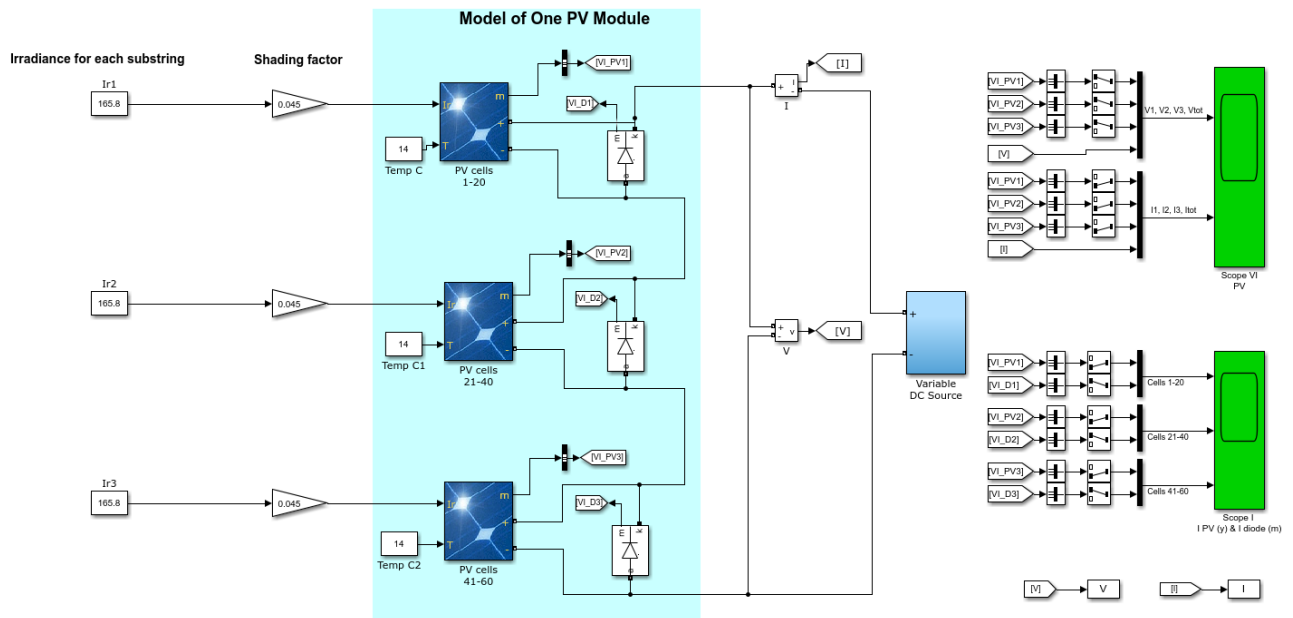 Model of One PV Module
Irradiance for each substring
Shading factor
Ir1
165.8
0.045
Ir
T
m
+
-
14
Temp C
PV cells
1-20
[VI_PV1]
[VI_D1]
m
k
a
Ir2
165.8
0.045
Ir
T
m
+
-
14
Temp C1
PV cells
21-40
[VI_PV2]
[VI_D2]
m
k
a
Ir3
165.8
0.045
Ir
T
m
+
-
14
Temp C2
PV cells
41-60
[VI_PV3]
[VI_D3]
m
k
a
+
i
-
I
[I]
+
-
v
V
[V]
+
-
Variable
DC Source
[VI_PV1]
[VI_PV2]
[VI_PV3]
[V]
V1, V2, V3, Vtot
[VI_PV1]
[VI_PV2]
[VI_PV3]
[I]
I1, I2, I3, Itot
Scope VI
PV
[VI_PV1]
[VI_D1]
Cells 1-20
[VI_PV2]
[VI_D2]
Cells 21-40
[VI_PV3]
[VI_D3]
Cells 41-60
Scope I
I PV (y) & I diode (m)
[V]
V
[I]
I